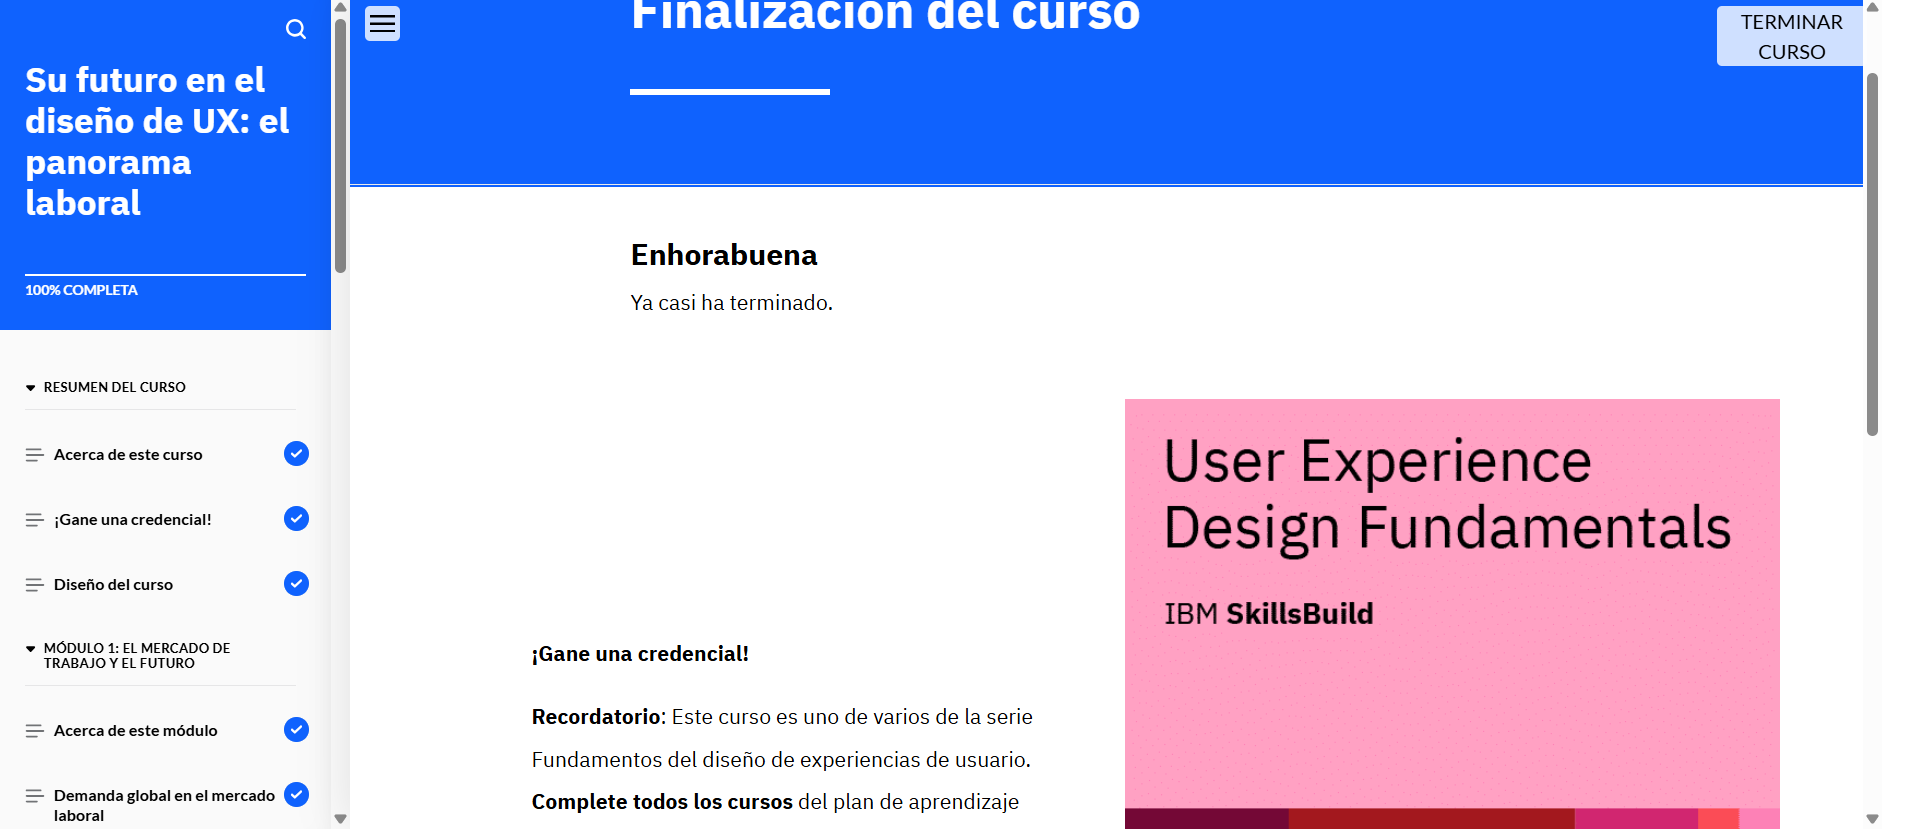 Su futuro en el
diseño de UX: el
panorama
laboral
100% COMPLETA
RESUMEN DEL CURSO
Acerca de este curso
¡Gane una credencial!
Diseño del curso
MÓDULO 1: EL MERCADO DE
TRABAJO Y EL FUTURO
Acerca de este módulo
Demanda global en el mercado
laboral
Finalización del curso
TERMINAR
CURSO
Enhorabuena
Ya casi ha terminado.
¡Gane una credencial!
Recordatorio: Este curso es uno de varios de la serie
Fundamentos del diseño de experiencias de usuario.
Complete todos los cursos del plan de aprendizaje
User Experience
Design Fundamentals
IBM SkillsBuild